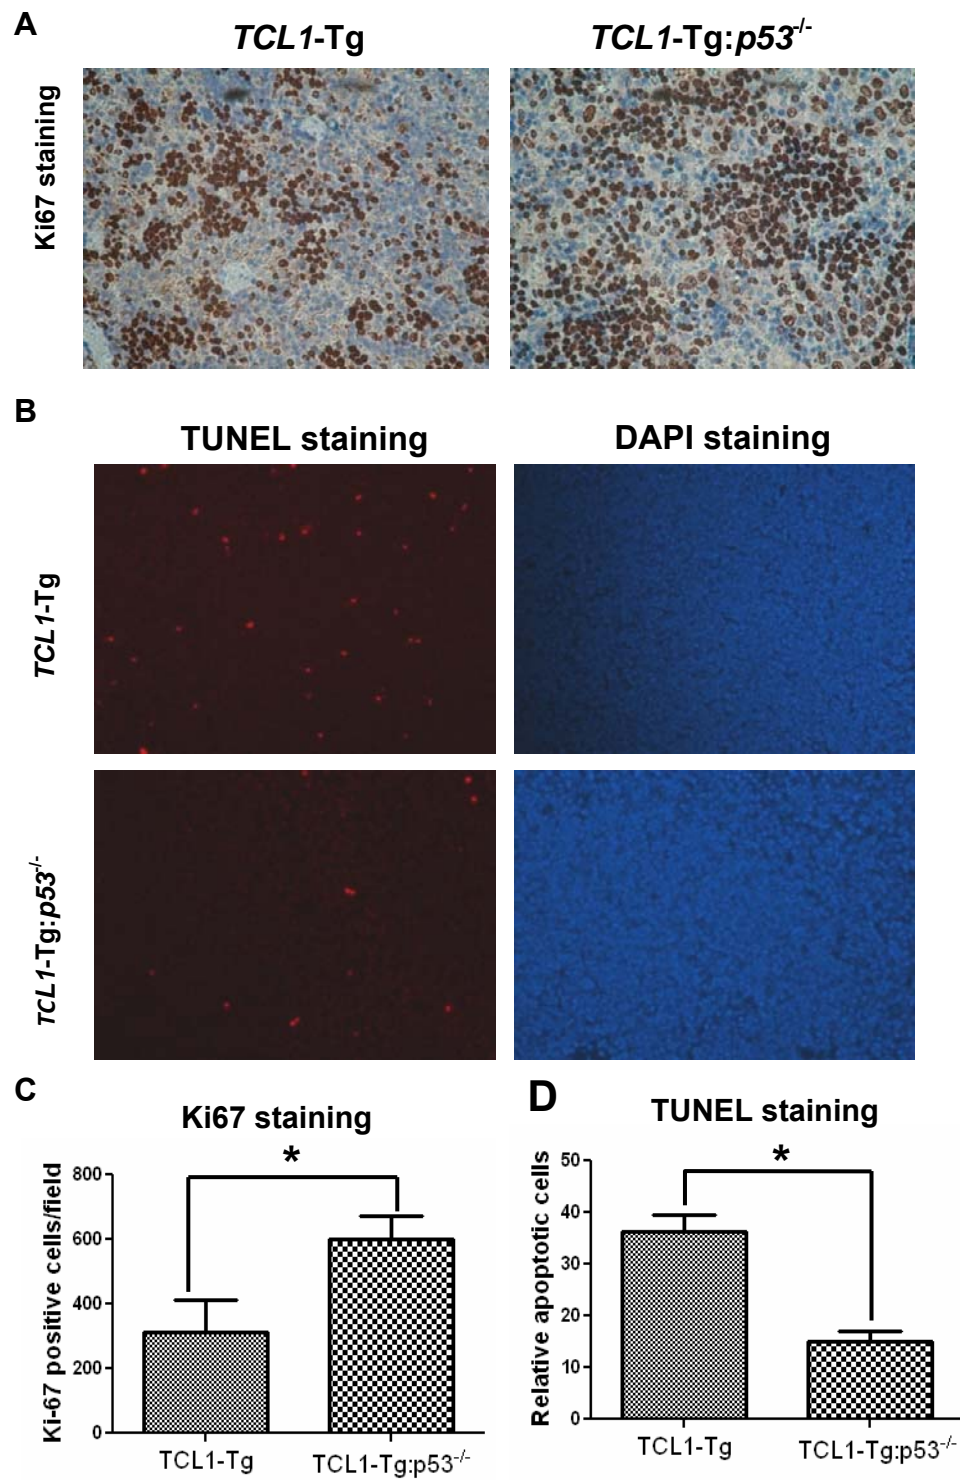 A
TCL1-Tg
TCL1-Tg:p53-/-
Ki67 staining
B
TUNEL staining
DAPI staining
TCL1-Tg
TCL1-Tg:p53-/-
C
Ki67 staining
*
Ki-67 positive cells/field
800
600
400
200
0
TCL1-Tg
TCL1-Tg:p53-/-
D
TUNEL staining
*
Relative apoptotic cells
50
40
30
20
10
0
TCL1-Tg
TCL1-Tg:p53-/-